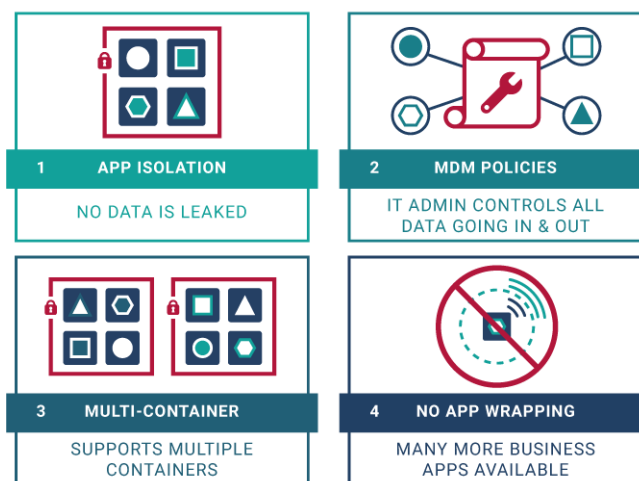 1 APP ISOLATION
NO DATA IS LEAKED
2 MDM POLICIES
IT ADMIN CONTROLS ALL
DATA GOING IN & OUT
3 MULTI-CONTAINER
SUPPORTS MULTIPLE
CONTAINERS
4 NO APP WRAPPING
MANY MORE BUSINESS
APPS AVAILABLE